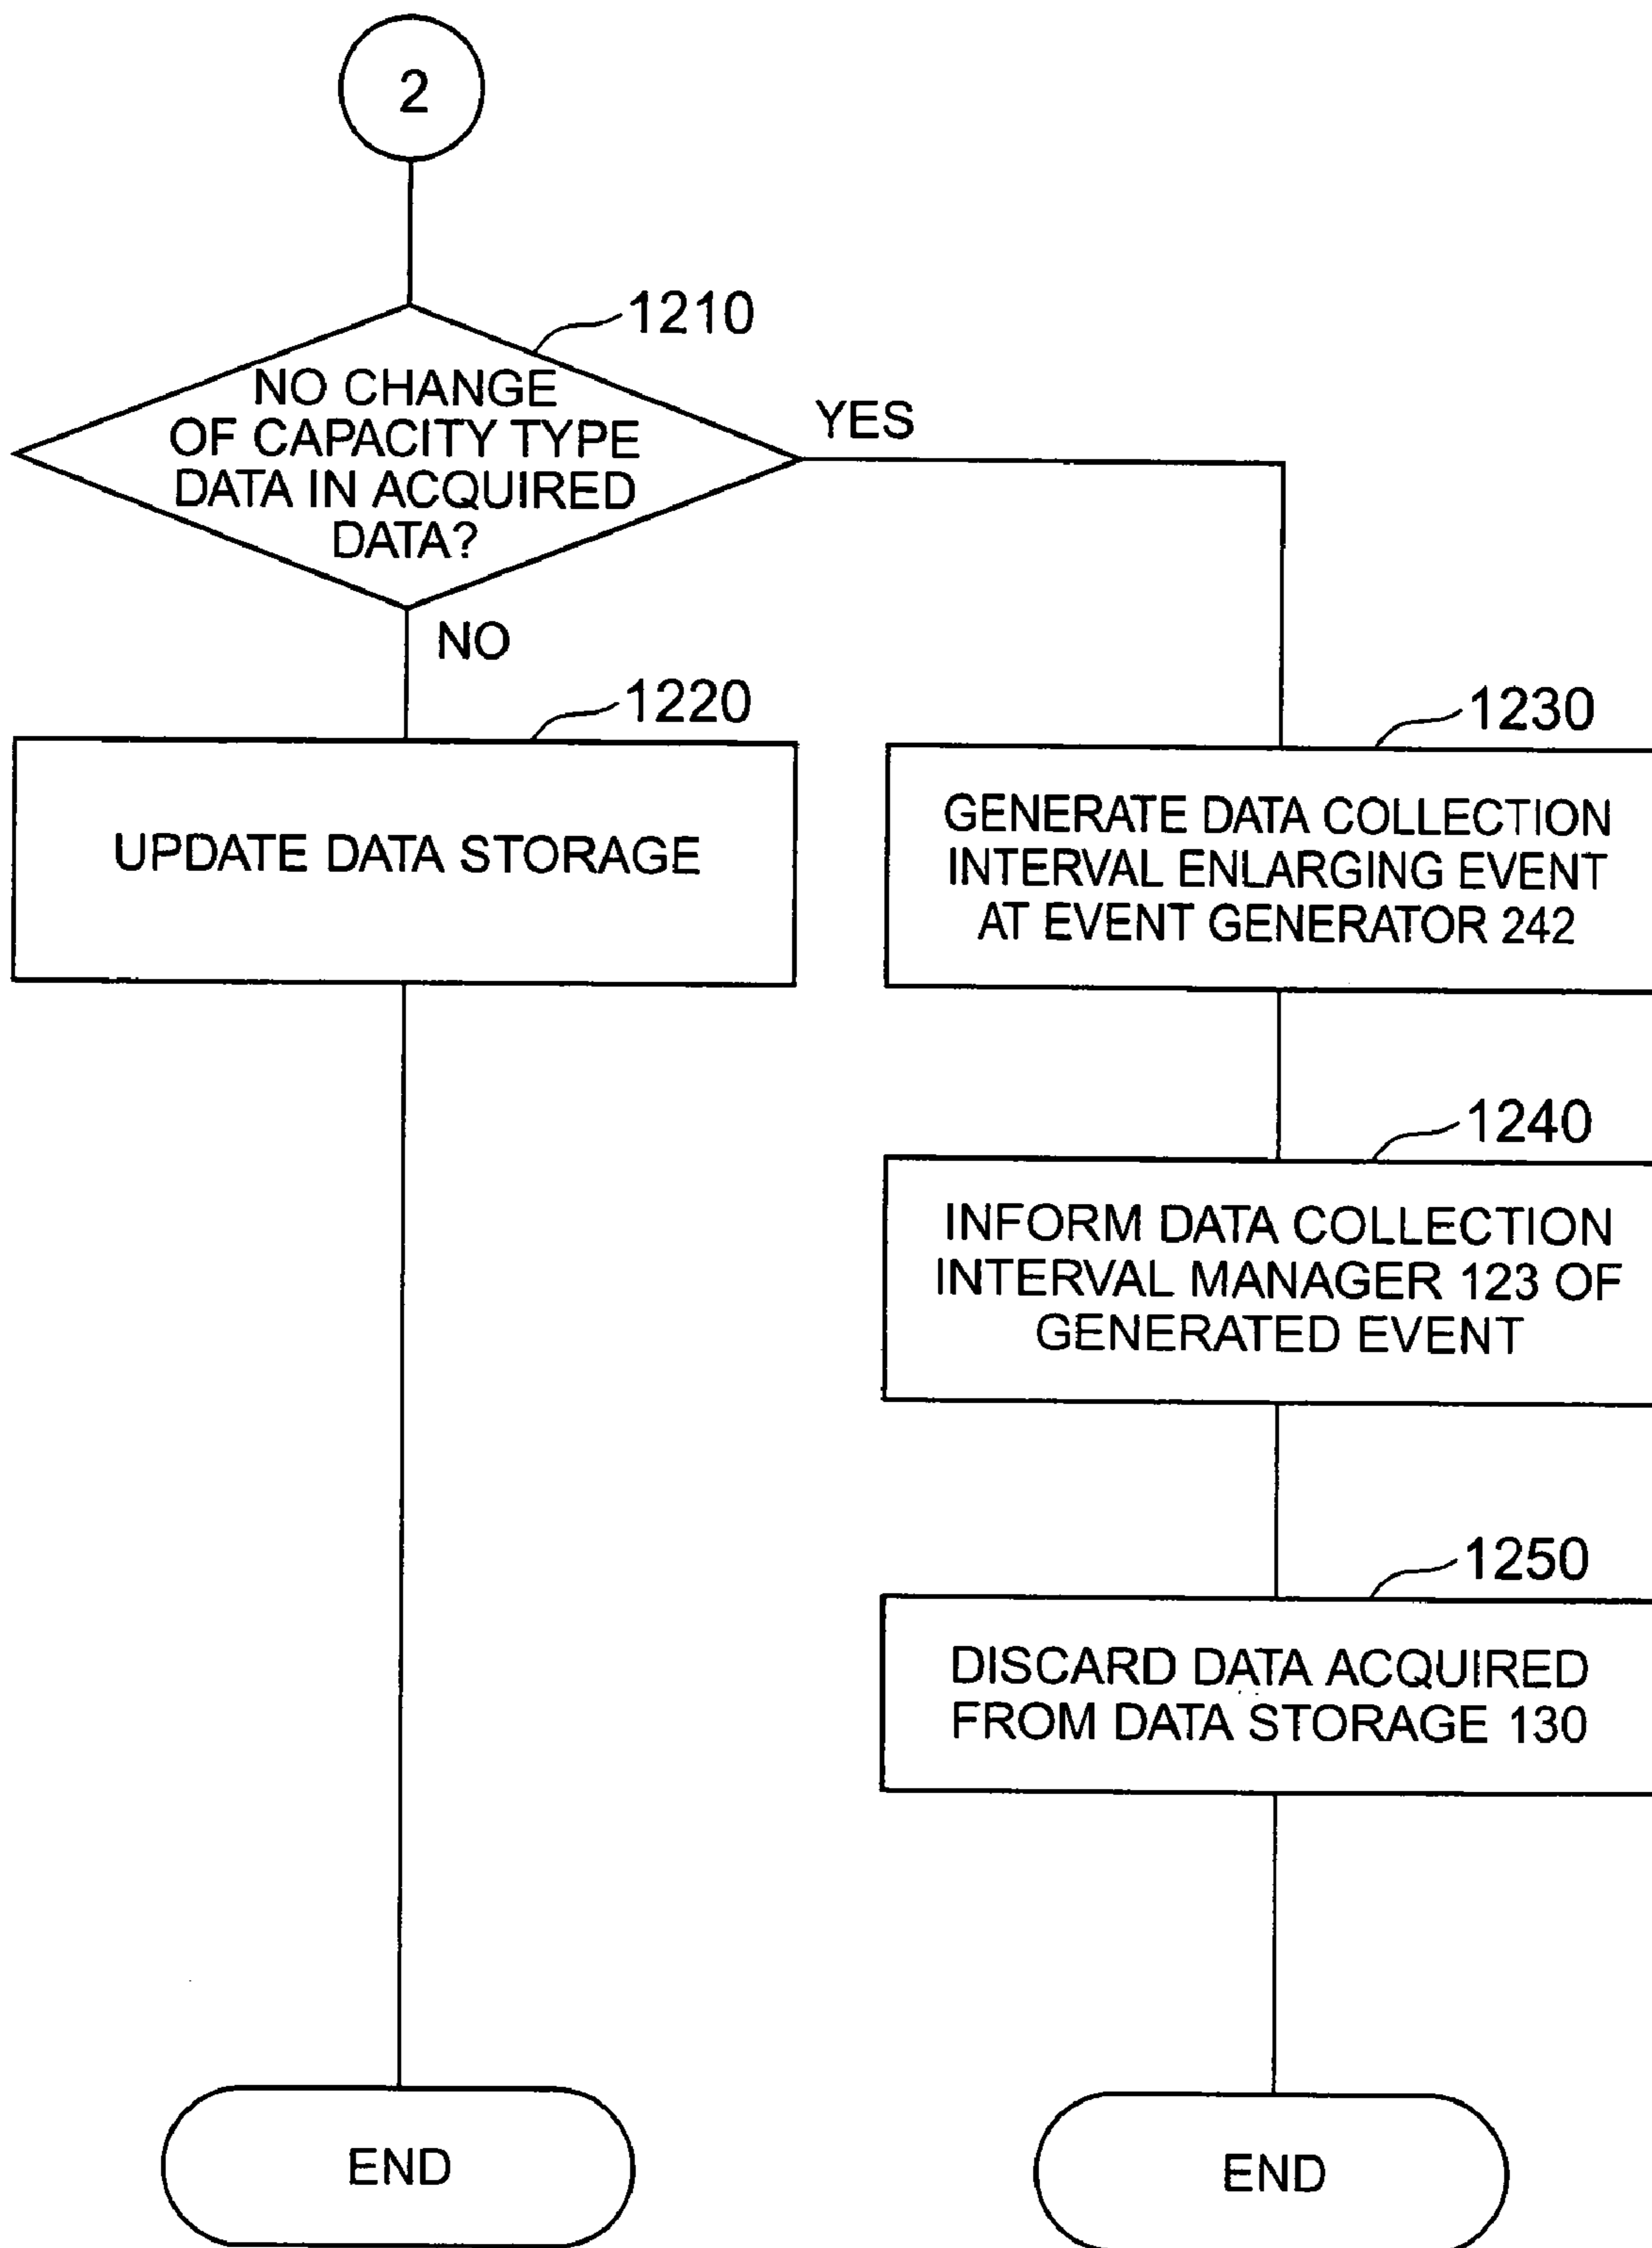 2
1210
NO CHANGE
OF CAPACITY TYPE
DATA IN ACQUIRED
DATA?
YES
NO
1220
UPDATE DATA STORAGE
1230
GENERATE DATA COLLECTION
INTERVAL ENLARGING EVENT
AT EVENT GENERATOR 242
1240
INFORM DATA COLLECTION
INTERVAL MANAGER 123 OF
GENERATED EVENT
1250
DISCARD DATA ACQUIRED
FROM DATA STORAGE 130
END
END